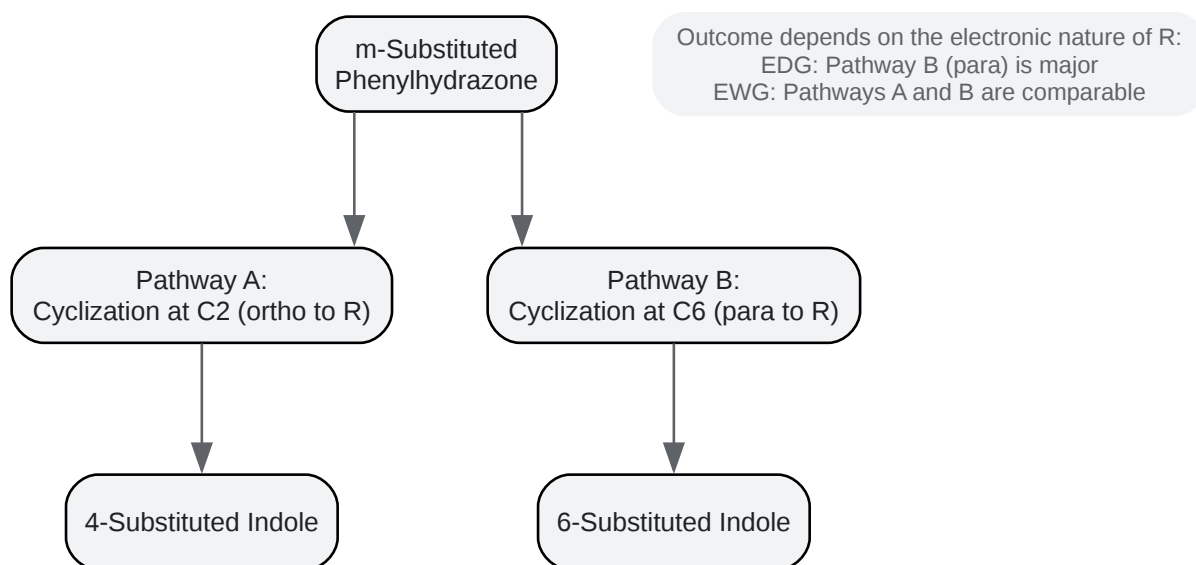 m-Substituted
Phenylhydrazone
Outcome depends on the electronic nature of R:
EDG: Pathway B (para) is major
EWG: Pathways A and B are comparable
Pathway A:
Cyclization at C2 (ortho to R)
Pathway B:
Cyclization at C6 (para to R)
4-Substituted Indole
6-Substituted Indole